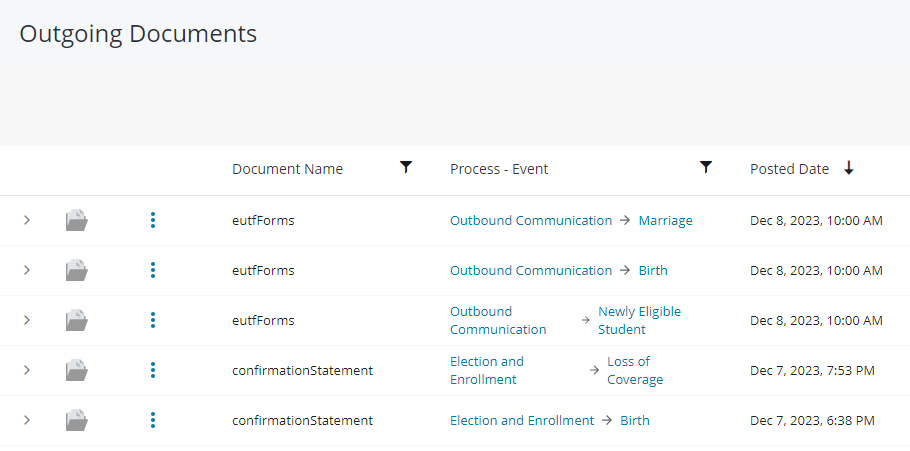 Outgoing Documents
Document Name Process - Event Posted Date
eutfForms Outbound Communication → Marriage Dec 8, 2023, 10:00 AM
eutfForms Outbound Communication → Birth Dec 8, 2023, 10:00 AM
eutfForms Outbound Communication → Newly Eligible Student Dec 8, 2023, 10:00 AM
confirmationStatement Election and Enrollment → Loss of Coverage Dec 7, 2023, 7:53 PM
confirmationStatement Election and Enrollment → Birth Dec 7, 2023, 6:38 PM